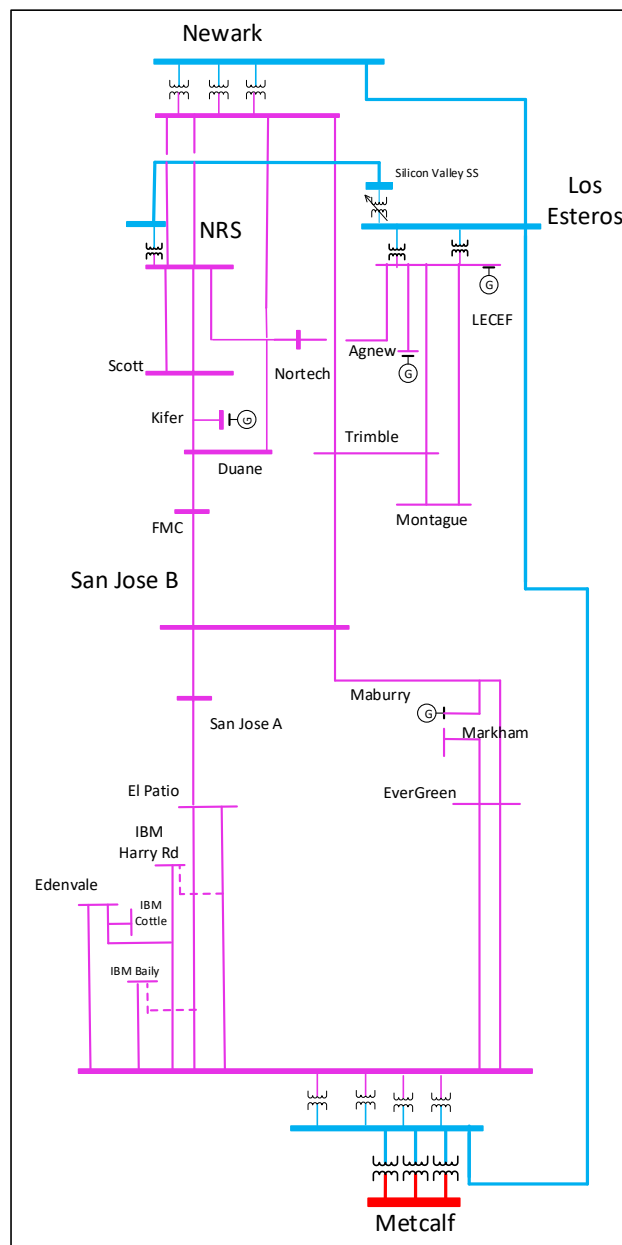 Newark
Silicon Valley SS
Los
Esteros
NRS
LECEF
G
Agnew
G
Scott
Nortech
Kifer
G
Trimble
Duane
Montague
FMC
San Jose B
Maburry
G
Markham
San Jose A
El Patio
EverGreen
IBM
Harry Rd
Edenvale
IBM
Cottle
IBM Baily
Metcalf